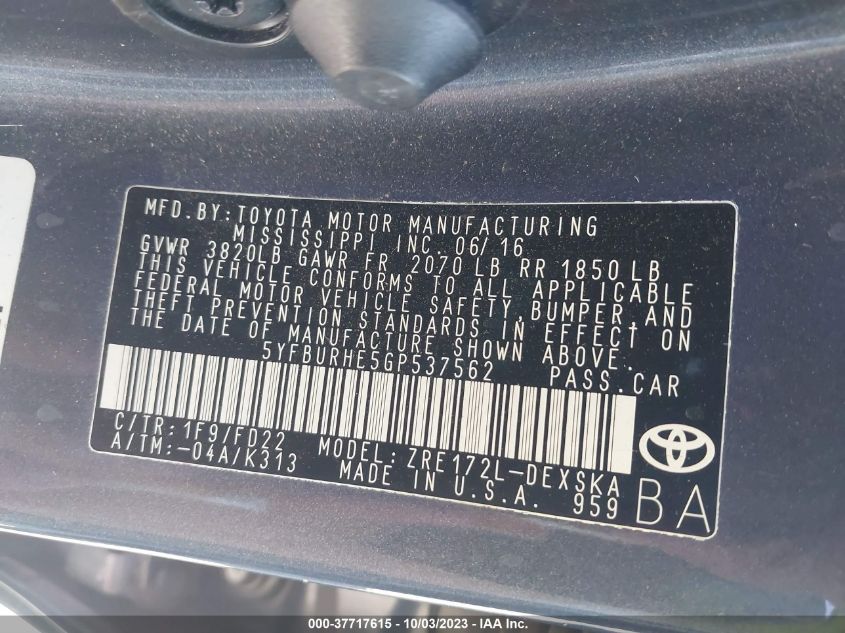 MFD.BY:TOYOTA MOTOR MANUFACTURING
MISSISSIPPI INC. 06/16
GVWR 3820LB GAWR FR 2070 LB RR 1850 LB
THIS VEHICLE CONFORMS TO ALL APPLICABLE
FEDERAL MOTOR VEHICLE SAFETY,BUMPER AND
THEFT PREVENTION STANDARDS IN EFFECT ON
THE DATE OF MANUFACTURE SHOWN ABOVE.
5YFBURHE5GP537562 PASS.CAR
C/TR:1F9/FD22 MODEL:ZRE172L-DEXSKA
A/TM:-04A/K313 MADE IN U.S.A. 959
BA
000-37717615 - 10/03/2023 - IAA Inc.